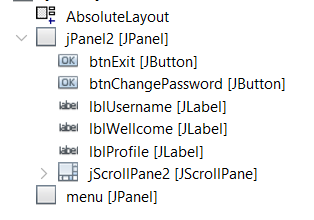 AbsoluteLayout
jPanel2 [JPanel]
OK btnExit [JButton]
OK btnChangePassword [JButton]
label lblUsername [JLabel]
label lblWellcome [JLabel]
label lblProfile [JLabel]
jScrollPane2 [JScrollPane]
menu [JPanel]